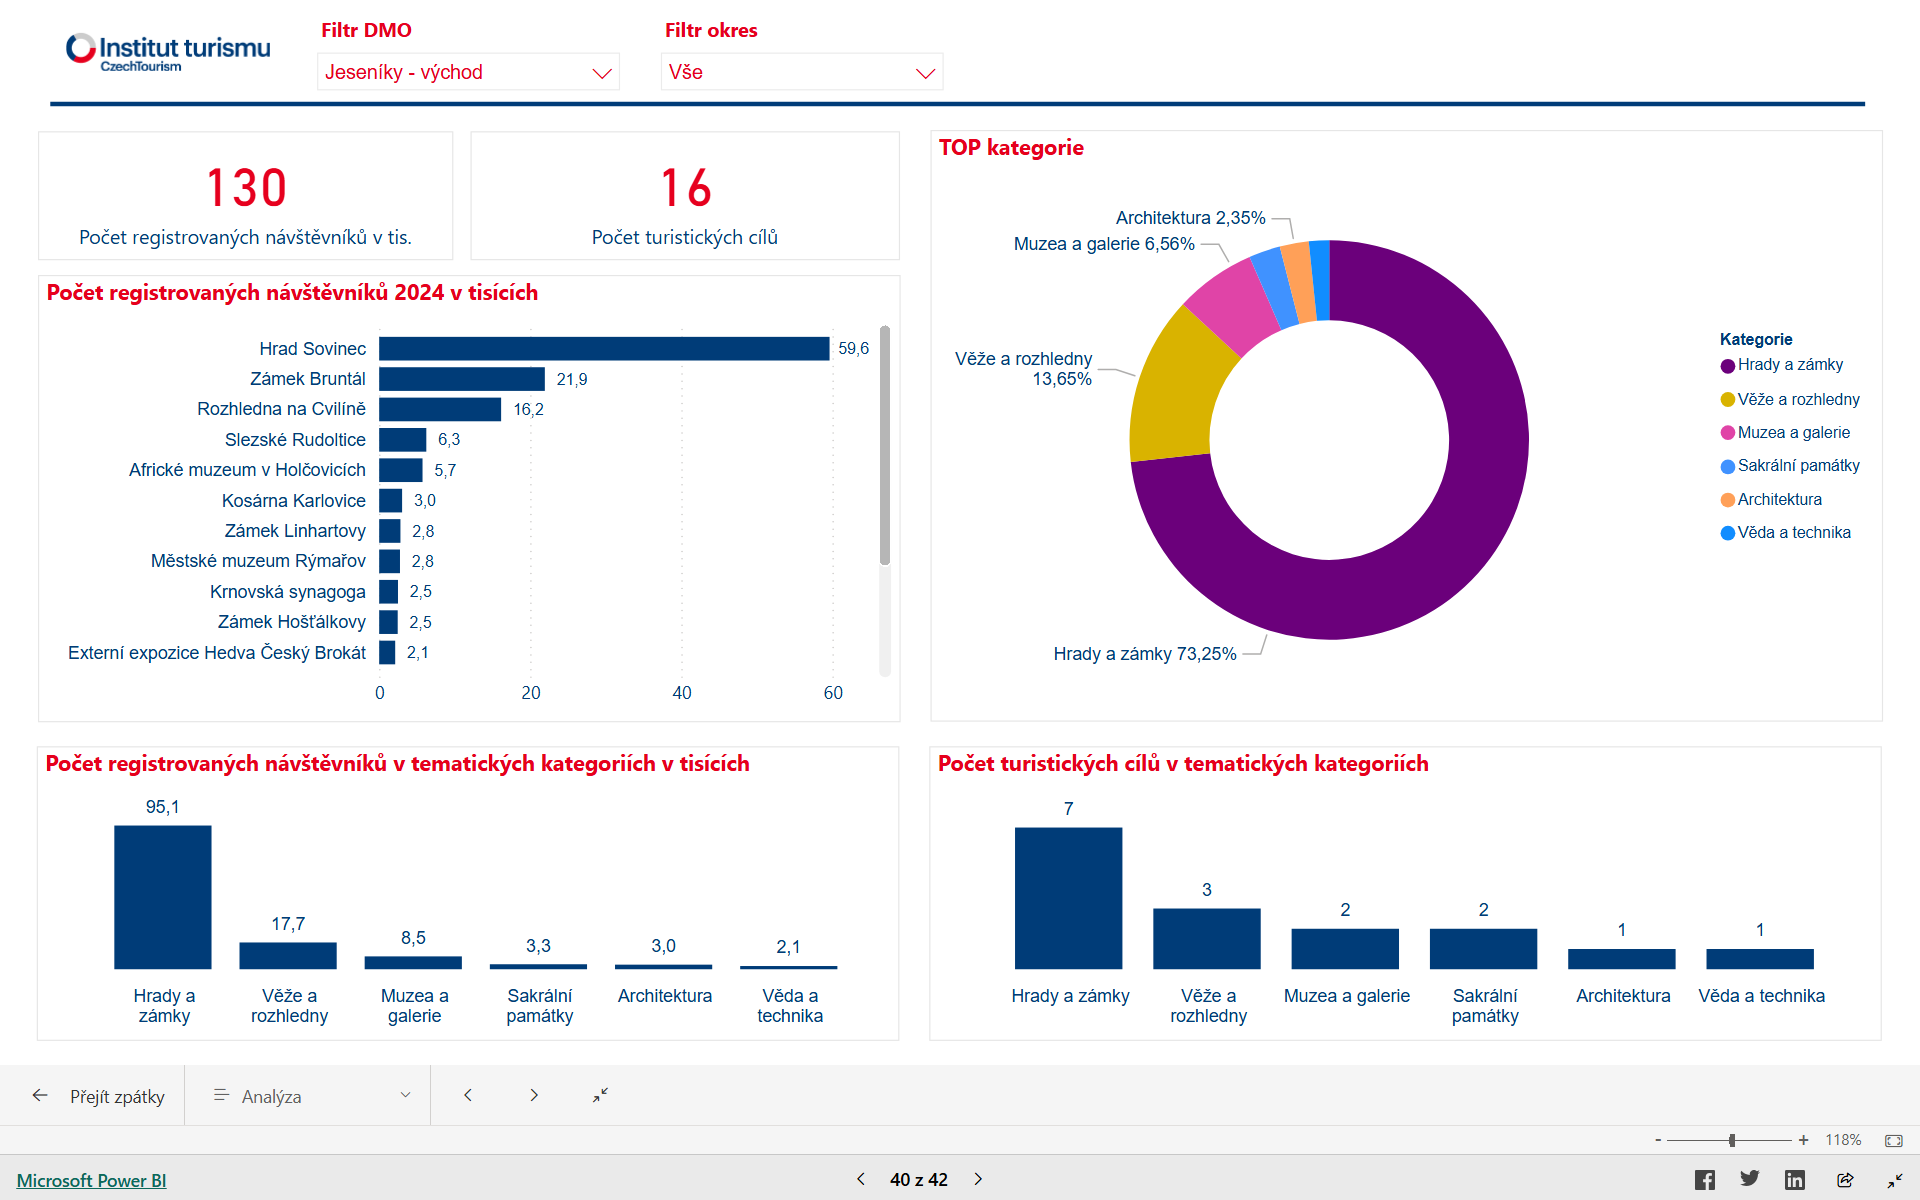 Institut turismu
CzechTourism
Filtr DMO
Jeseníky - východ
Filtr okres
Vše
130
Počet registrovaných návštěvníků v tis.
16
Počet turistických cílů
Počet registrovaných návštěvníků 2024 v tisících
Hrad Sovinec 59,6
Zámek Bruntál 21,9
Rozhledna na Cvilíně 16,2
Slezské Rudoltice 6,3
Africké muzeum v Holčovicích 5,7
Kosárna Karlovice 3,0
Zámek Linhartovy 2,8
Městské muzeum Rýmařov 2,8
Krnovská synagoga 2,5
Zámek Hošťálkovy 2,5
Externí expozice Hedva Český Brokát 2,1
0 20 40 60
TOP kategorie
Architektura 2,35%
Muzea a galerie 6,56%
Věže a rozhledny
13,65%
Hrady a zámky 73,25%
Kategorie
Hrady a zámky
Věže a rozhledny
Muzea a galerie
Sakrální památky
Architektura
Věda a technika
Počet registrovaných návštěvníků v tematických kategoriích v tisících
95,1 17,7 8,5 3,3 3,0 2,1
Hrady a Věže a Muzea a Sakrální Architektura Věda a
zámky rozhledny galerie památky technika
Počet turistických cílů v tematických kategoriích
7 3 2 2 1 1
Hrady a zámky Věže a Muzea a galerie Sakrální Architektura Věda a technika
rozhledny památky
Přejít zpátky
Analýza
- + 118%
Microsoft Power BI
40 z 42